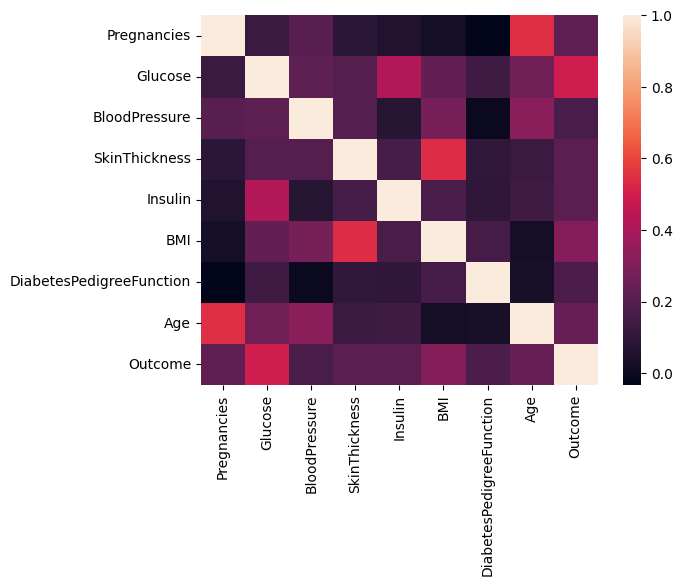 Pregnancies
Glucose
BloodPressure
SkinThickness
Insulin
BMI
DiabetesPedigreeFunction
Age
Outcome
Pregnancies
Glucose
BloodPressure
SkinThickness
Insulin
BMI
DiabetesPedigreeFunction
Age
Outcome
1.0
0.8
0.6
0.4
0.2
0.0